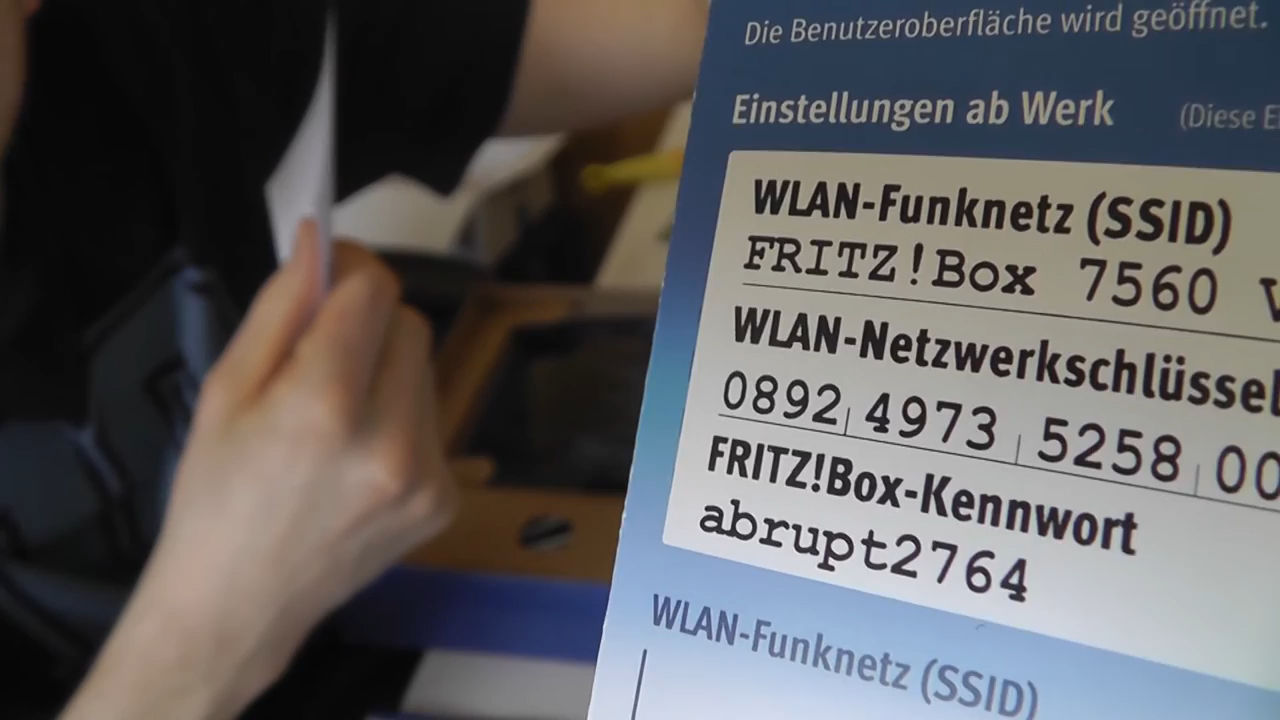 Die Benutzeroberfläche wird geöffnet.
Einstellungen ab Werk (Diese
WLAN-Funknetz (SSID)
FRITZ!Box 7560
WLAN-Netzwerkschlüssel
0892 4973 5258 00
FRITZ!Box-Kennwort
abrupt2764
WLAN-Funknetz (SSID)